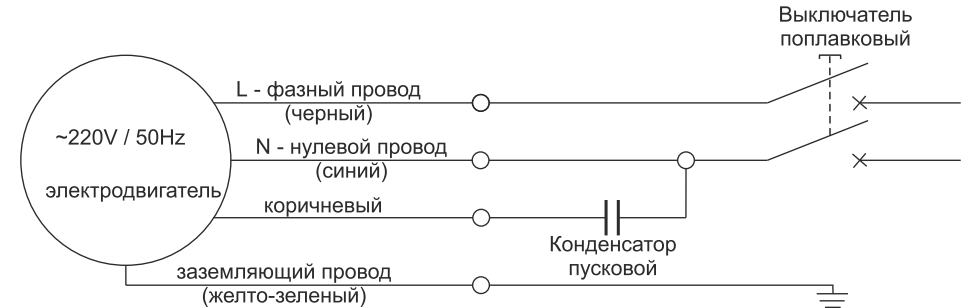 Выключатель
поплавковый
L - фазный провод
(черный)
~220V / 50Hz
N - нулевой провод
(синий)
электродвигатель
коричневый
Конденсатор
пусковой
заземляющий провод
(желто-зеленый)